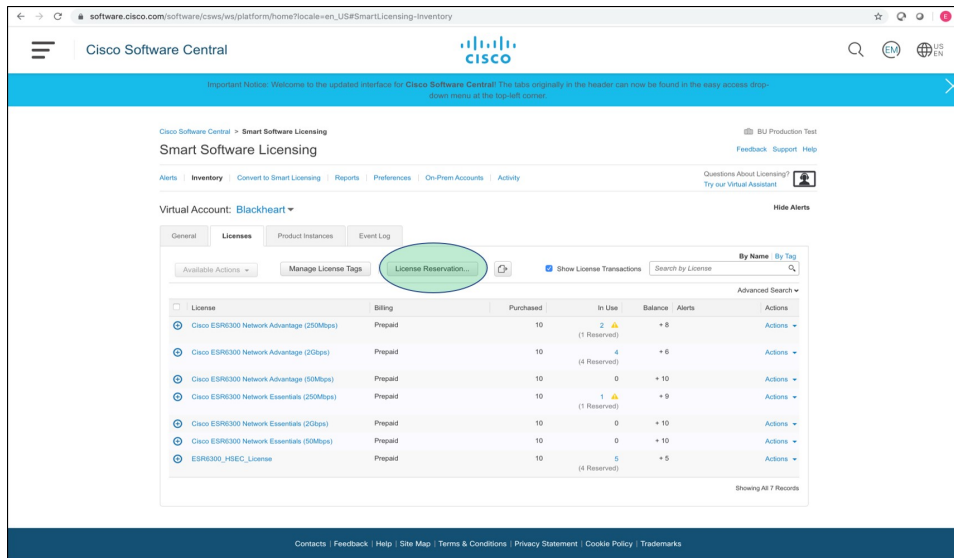 software.cisco.com/software/csws/ws/platform/home?locale=en_US#SmartLicensing-Inventory
E
Cisco Software Central
CISCO
EM
US
EN
Important Notice: Welcome to the updated interface for Cisco Software Central! The tabs originally in the header can now be found in the easy access drop-
down menu at the top-left corner.
Cisco Software Central > Smart Software Licensing
BU Production Test
Smart Software Licensing
Feedback Support Help
Alerts | Inventory | Convert to Smart Licensing | Reports | Preferences | On-Prem Accounts | Activity
Questions About Licensing?
Try our Virtual Assistant
Virtual Account: Blackheart
Hide Alerts
General Licenses Product Instances Event Log
By Name By Tag
Available Actions Manage License Tags License Reservation... Show License Transactions Search by License
Advanced Search
License Billing Purchased In Use Balance Alerts Actions
Cisco ESR6300 Network Advantage (250Mbps) Prepaid 10 2 + 8 Actions
(1 Reserved)
Cisco ESR6300 Network Advantage (2Gbps) Prepaid 10 4 + 6 Actions
(4 Reserved)
Cisco ESR6300 Network Advantage (50Mbps) Prepaid 10 0 + 10 Actions
Cisco ESR6300 Network Essentials (250Mbps) Prepaid 10 1 + 9 Actions
(1 Reserved)
Cisco ESR6300 Network Essentials (2Gbps) Prepaid 10 0 + 10 Actions
Cisco ESR6300 Network Essentials (50Mbps) Prepaid 10 0 + 10 Actions
ESR6300_HSEC_License Prepaid 10 5 + 5 Actions
(4 Reserved)
Showing All 7 Records
Contacts | Feedback | Help | Site Map | Terms & Conditions | Privacy Statement | Cookie Policy | Trademarks